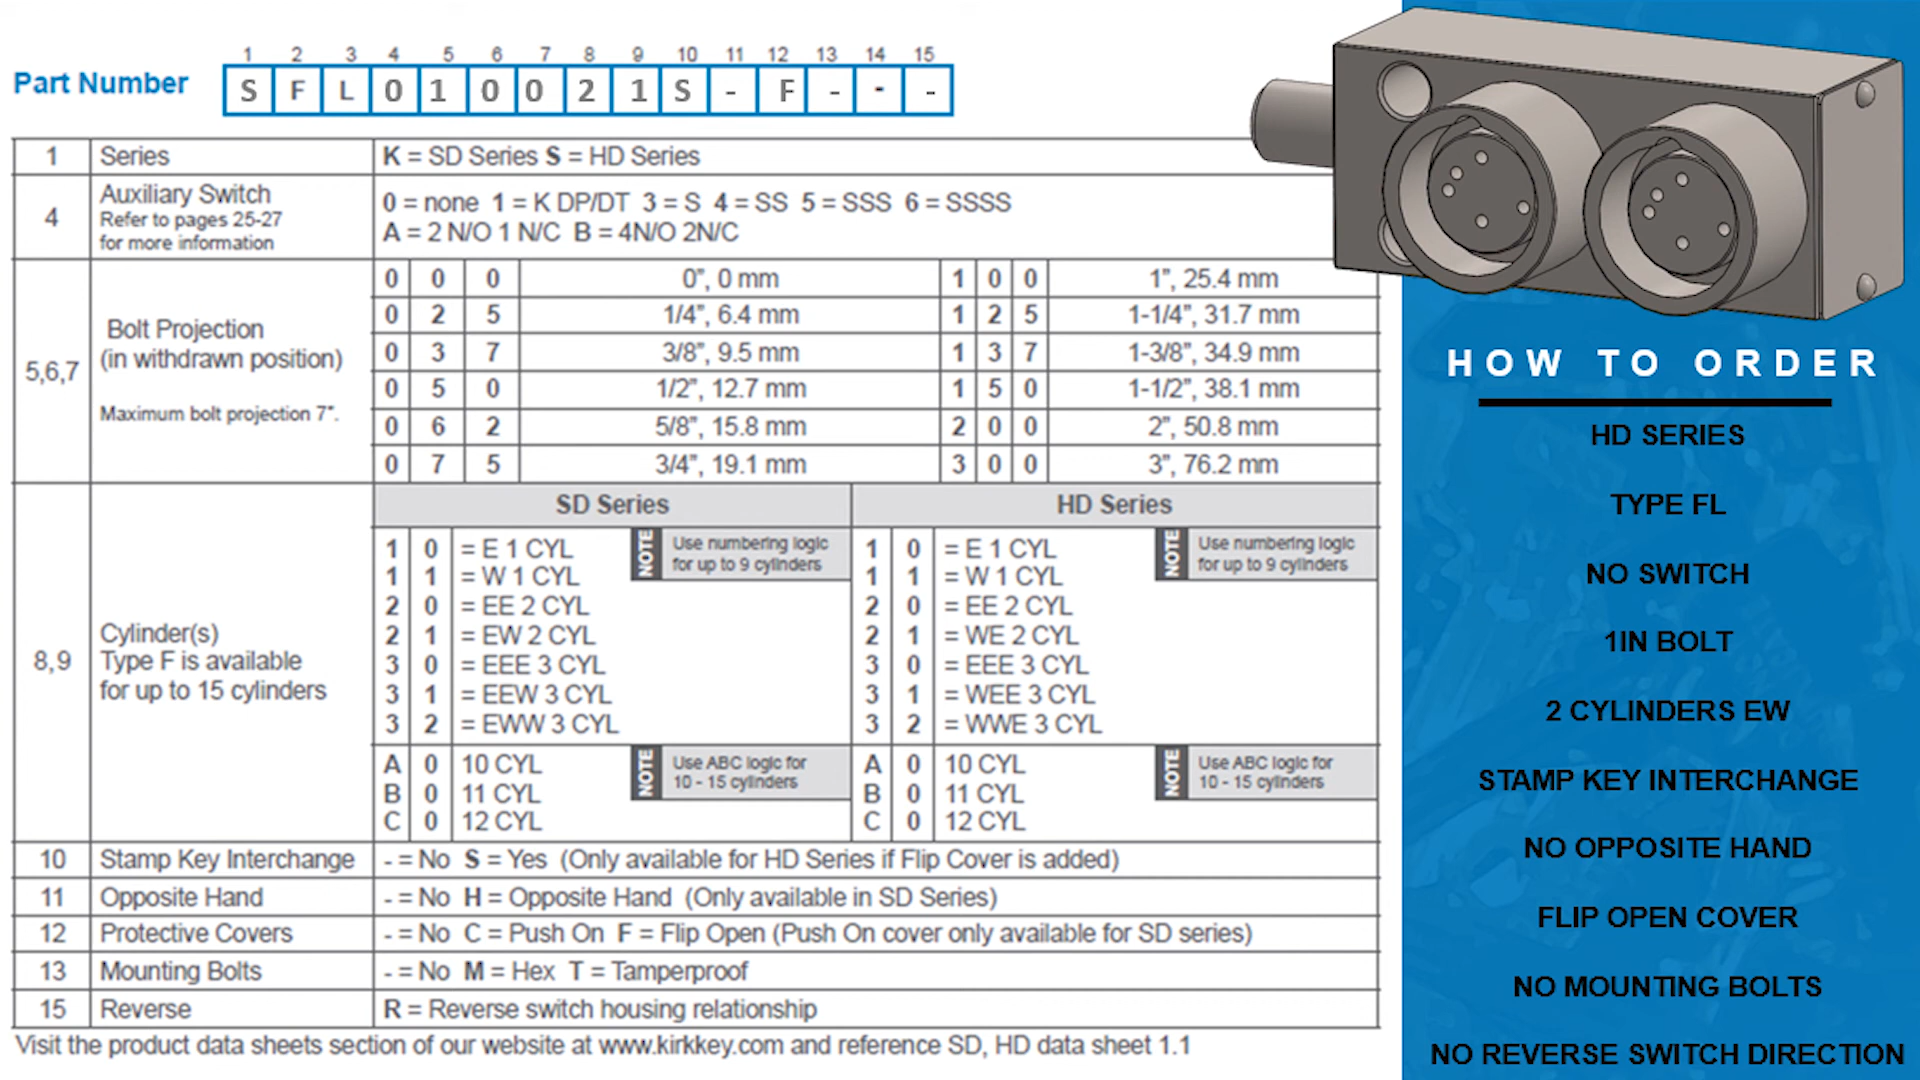 1 2 3 4 5 6 7 8 9 10 11 12 13 14 15
Part Number S F L 0 1 0 0 2 1 S - F - - -
1 Series K = SD Series S = HD Series
4 Auxiliary Switch Refer to pages 25-27 for more information
0 = none 1 = K DP/DT 3 = S 4 = SS 5 = SSS 6 = SSSS
A = 2 N/O 1 N/C B = 4N/O 2N/C
5,6,7 Bolt Projection (in withdrawn position)
Maximum bolt projection 7".
0 0 0 0", 0 mm 1 0 0 1", 25.4 mm
0 2 5 1/4", 6.4 mm 1 2 5 1-1/4", 31.7 mm
0 3 7 3/8", 9.5 mm 1 3 7 1-3/8", 34.9 mm
0 5 0 1/2", 12.7 mm 1 5 0 1-1/2", 38.1 mm
0 6 2 5/8", 15.8 mm 2 0 0 2", 50.8 mm
0 7 5 3/4", 19.1 mm 3 0 0 3", 76.2 mm
8,9 Cylinder(s)
Type F is available
for up to 15 cylinders
SD Series
1 0 = E 1 CYL
1 1 = W 1 CYL
2 0 = EE 2 CYL
2 1 = EW 2 CYL
3 0 = EEE 3 CYL
3 1 = EEW 3 CYL
3 2 = EWW 3 CYL
NOTE Use numbering logic
for up to 9 cylinders
A 0 10 CYL
B 0 11 CYL
C 0 12 CYL
NOTE Use ABC logic for
10 - 15 cylinders
HD Series
1 0 = E 1 CYL
1 1 = W 1 CYL
2 0 = EE 2 CYL
2 1 = WE 2 CYL
3 0 = EEE 3 CYL
3 1 = WEE 3 CYL
3 2 = WWE 3 CYL
NOTE Use numbering logic
for up to 9 cylinders
A 0 10 CYL
B 0 11 CYL
C 0 12 CYL
NOTE Use ABC logic for
10 - 15 cylinders
10 Stamp Key Interchange - = No S = Yes (Only available for HD Series if Flip Cover is added)
11 Opposite Hand - = No H = Opposite Hand (Only available in SD Series)
12 Protective Covers - = No C = Push On F = Flip Open (Push On cover only available for SD series)
13 Mounting Bolts - = No M = Hex T = Tamperproof
15 Reverse R = Reverse switch housing relationship
Visit the product data sheets section of our website at www.kirkkey.com and reference SD, HD data sheet 1.1
HOW TO ORDER
HD SERIES
TYPE FL
NO SWITCH
1IN BOLT
2 CYLINDERS EW
STAMP KEY INTERCHANGE
NO OPPOSITE HAND
FLIP OPEN COVER
NO MOUNTING BOLTS
NO REVERSE SWITCH DIRECTION